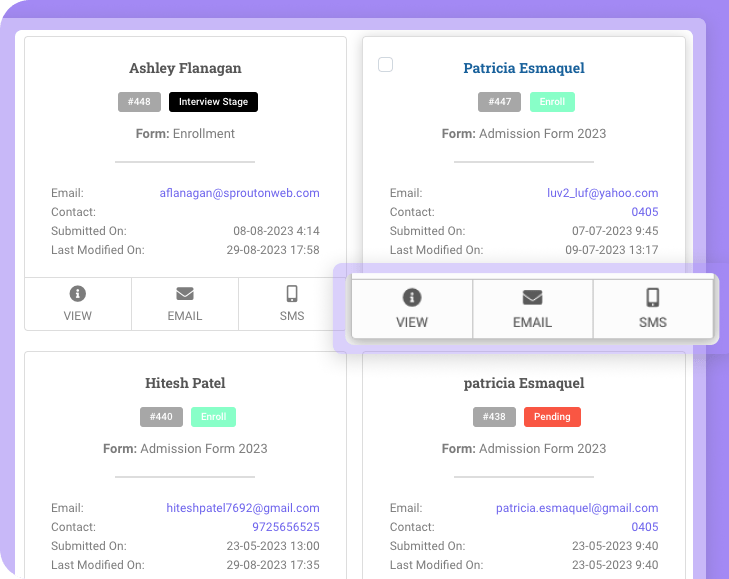 Ashley Flanagan
#448 Interview Stage
Form: Enrollment
Email: aflanagan@sproutonweb.com
Contact:
Submitted On: 08-08-2023 4:14
Last Modified On: 29-08-2023 17:58
VIEW EMAIL SMS
Patricia Esmaquel
#447 Enroll
Form: Admission Form 2023
Email: luv2_luf@yahoo.com
Contact: 0405
Submitted On: 07-07-2023 9:45
Last Modified On: 09-07-2023 13:17
VIEW EMAIL SMS
Hitesh Patel
#440 Enroll
Form: Admission Form 2023
Email: hiteshpatel7692@gmail.com
Contact: 9725656525
Submitted On: 23-05-2023 13:00
Last Modified On: 29-08-2023 17:35
patricia Esmaquel
#438 Pending
Form: Admission Form 2023
Email: patricia.esmaquel@gmail.com
Contact: 0405
Submitted On: 23-05-2023 9:40
Last Modified On: 23-05-2023 9:40